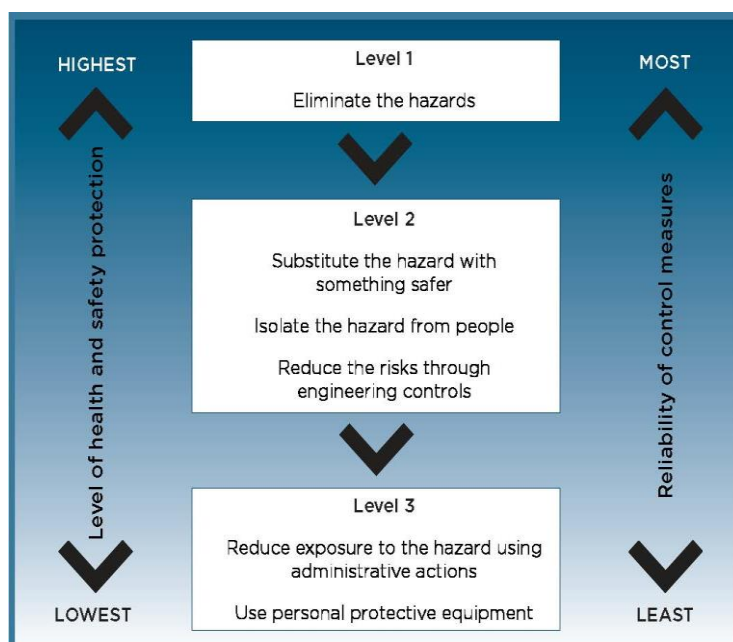 HIGHEST
Level 1
MOST
Eliminate the hazards
Level of health and safety protection
Level 2
Substitute the hazard with
something safer
Isolate the hazard from people
Reduce the risks through
engineering controls
Reliability of control measures
Level 3
Reduce exposure to the hazard using
administrative actions
Use personal protective equipment
LOWEST
LEAST